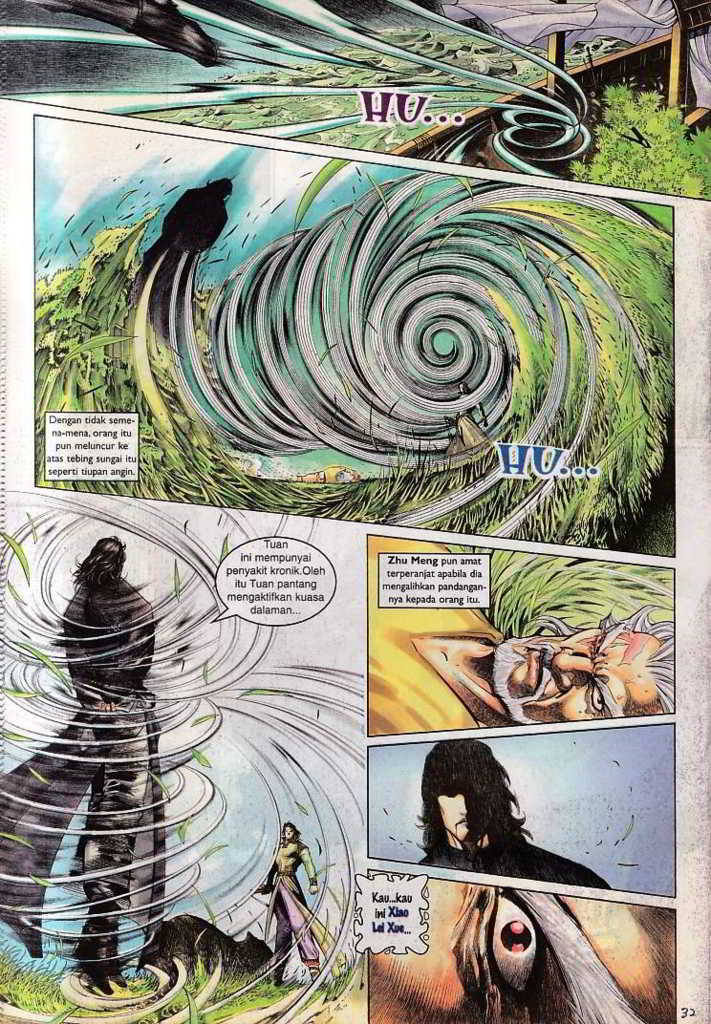 HU...
Dengan tidak seme-
na-mena, orang itu
pun meluncur ke
atas tebing sungai itu
seperti tiupan angin.
HU...
Tuan
ini mempunyai
penyakit kronik.Oleh
itu Tuan pantang
mengaktifkan kuasa
dalaman...
Zhu Meng pun amat
terperanjat apabila dia
mengalihkan pandangan-
nya kepada orang itu.
Kau...kau
ini Xiao
Lei Xue...
32